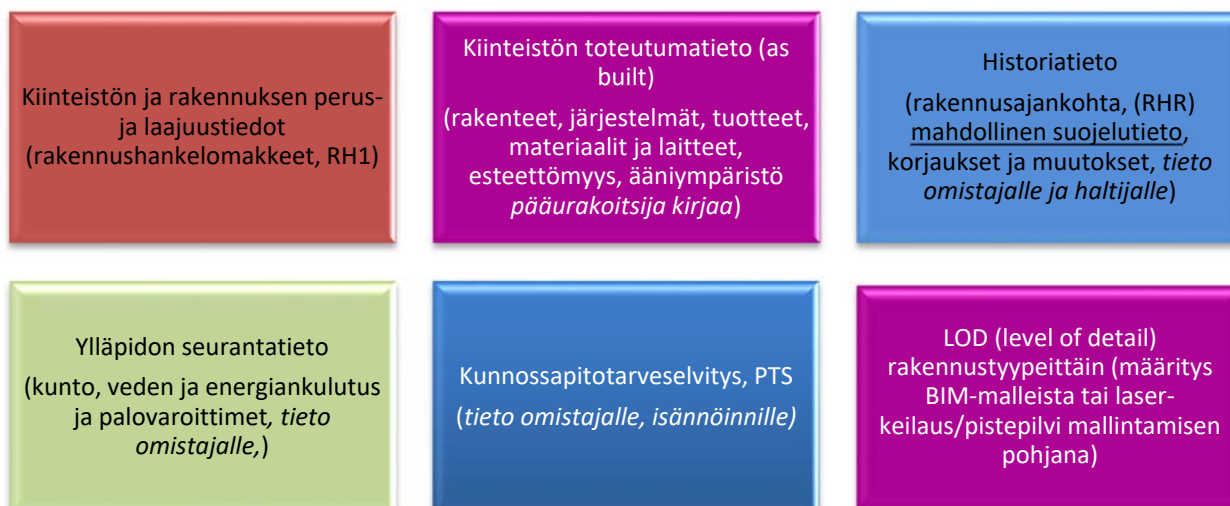 Kiinteistön ja rakennuksen perus-
ja laajuustiedot
(rakennushankelomakkeet, RH1)
Kiinteistön toteutumatieto (as
built)
(rakenteet, järjestelmät, tuotteet,
materiaalit ja laitteet,
esteettömyys, ääniympäristö
pääurakoitsija kirjaa)
Historiatieto
(rakennusajankohta, (RHR)
mahdollinen suojelutieto,
korjaukset ja muutokset, tieto
omistajalle ja haltijalle)
Ylläpidon seurantatieto
(kunto, veden ja energiankulutus
ja palovaroittimet, tieto
omistajalle,)
Kunnossapitotarveselvitys, PTS
(tieto omistajalle, isännöinnille)
LOD (level of detail)
rakennustyypeittäin (määritys
BIM-malleista tai laser-
keilaus/pistepilvi mallintamisen
pohjana)